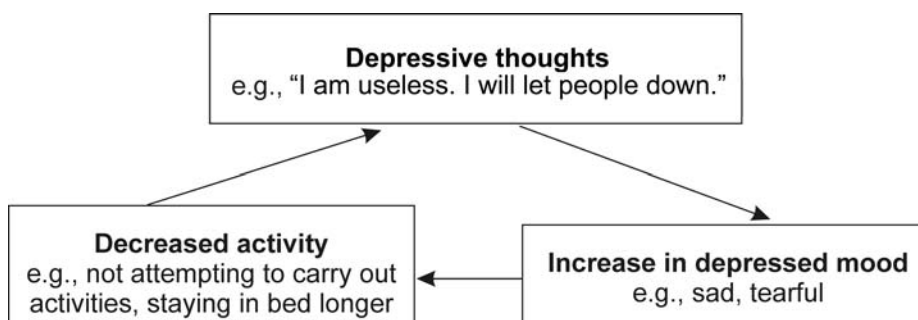 Depressive thoughts
e.g., “I am useless. I will let people down.”
Decreased activity
e.g., not attempting to carry out
activities, staying in bed longer
Increase in depressed mood
e.g., sad, tearful